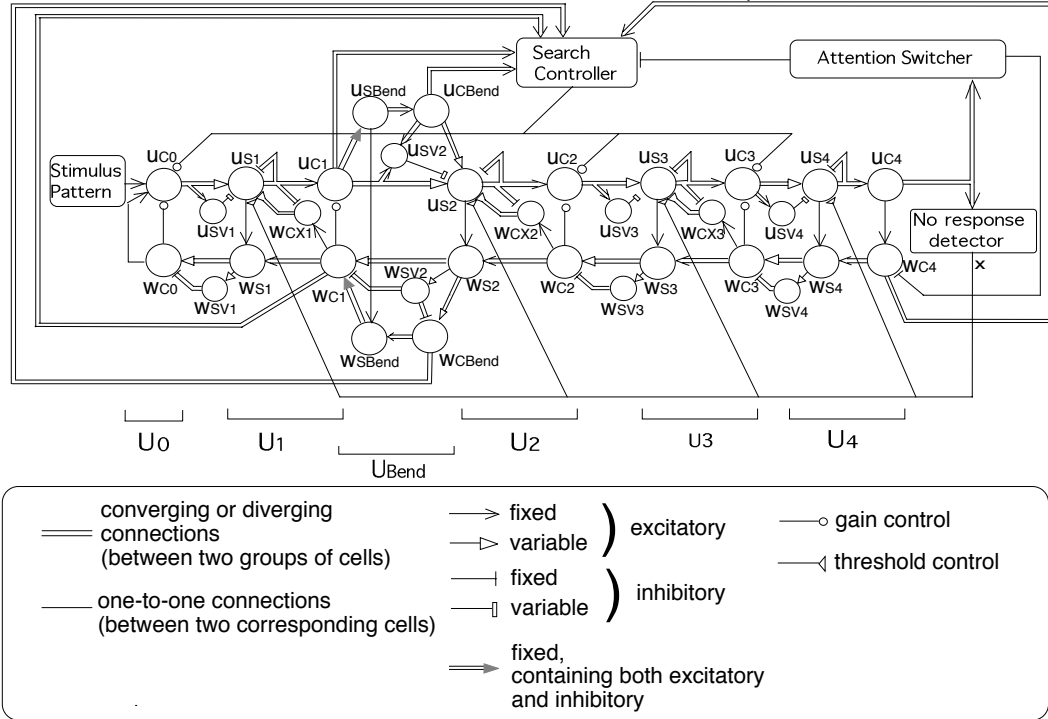 Search
Controller
Attention Switcher
uSBend
uCBend
uSV2
Stimulus
Pattern
uC0
uS1
uC1
uS2
uC2
uS3
uC3
uS4
uC4
uSV1
wCX1
wCX2
uSV3
wCX3
uSV4
No response
detector
x
wC0
wSV1
wS1
wC1
wSV2
wS2
wC2
wSV3
wS3
wC3
wSV4
wS4
wC4
wSBend
wCBend
U0
U1
UBend
U2
U3
U4
converging or diverging
connections
(between two groups of cells)
one-to-one connections
(between two corresponding cells)
fixed
variable
) excitatory
fixed
variable
) inhibitory
fixed,
containing both excitatory
and inhibitory
gain control
threshold control